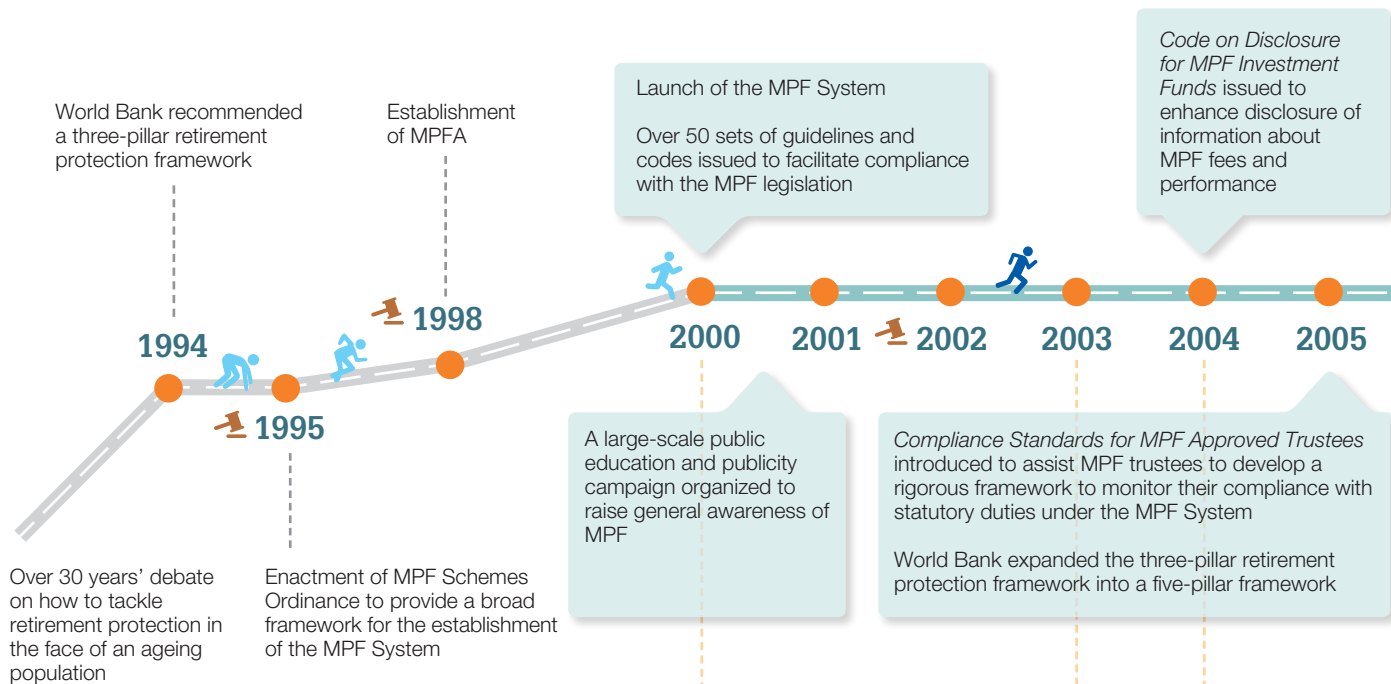 World Bank recommended
a three-pillar retirement
protection framework
Establishment
of MPFA
Launch of the MPF System
Over 50 sets of guidelines and
codes issued to facilitate compliance
with the MPF legislation
Code on Disclosure
for MPF Investment
Funds issued to
enhance disclosure of
information about
MPF fees and
performance
1994
1995
1998
2000
2001
2002
2003
2004
2005
Over 30 years’ debate
on how to tackle
retirement protection in
the face of an ageing
population
Enactment of MPF Schemes
Ordinance to provide a broad
framework for the establishment
of the MPF System
A large-scale public
education and publicity
campaign organized to
raise general awareness of
MPF
Compliance Standards for MPF Approved Trustees
introduced to assist MPF trustees to develop a
rigorous framework to monitor their compliance with
statutory duties under the MPF System
World Bank expanded the three-pillar retirement
protection framework into a five-pillar framework